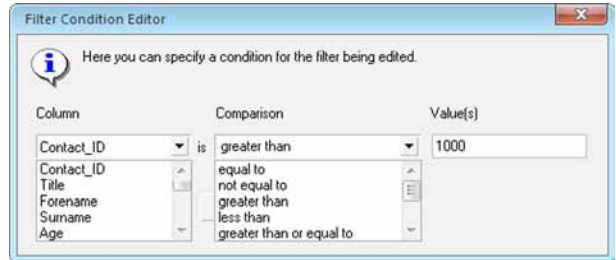 Filter Condition Editor
Here you can specify a condition for the filter being edited.
Column Comparison Value(s)
Contact_ID is greater than 1000
Contact_ID equal to
Title not equal to
Forename greater than
Surname less than
Age greater than or equal to